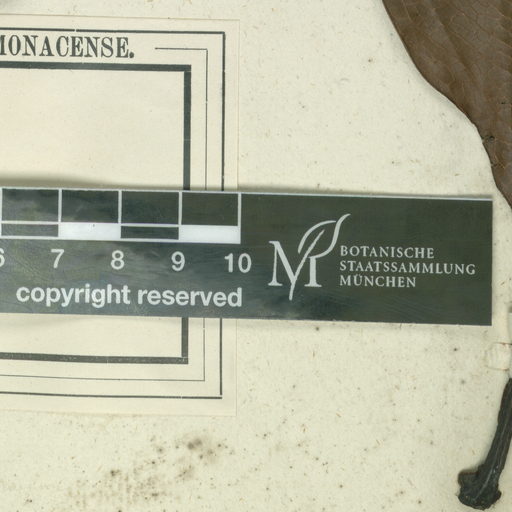 MONACENSE.
6 7 8 9 10
copyright reserved
M
BOTANISCHE
STAATSSAMMLUNG
MÜNCHEN